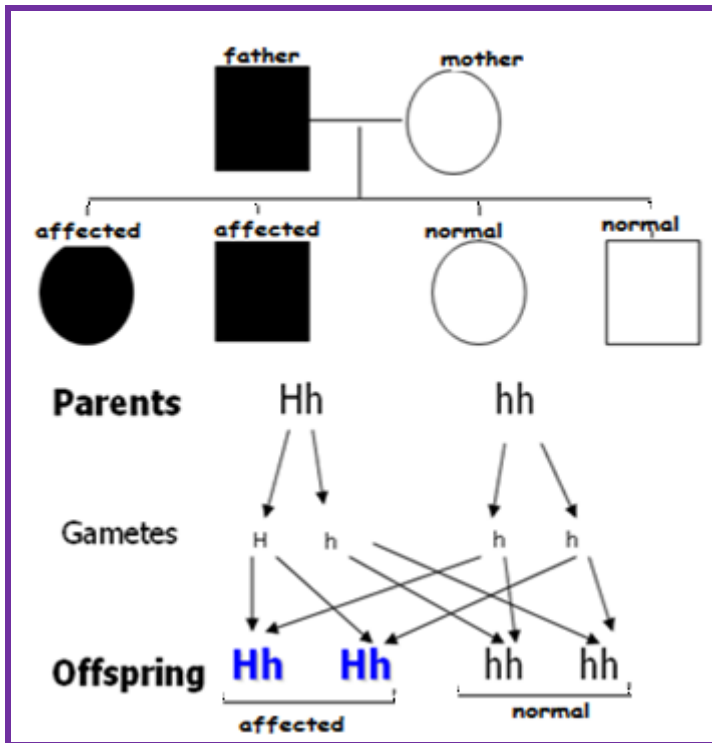 father
mother
affected
affected
normal
normal
Parents Hh hh
Gametes H h h h
Offspring Hh Hh hh hh
affected
normal